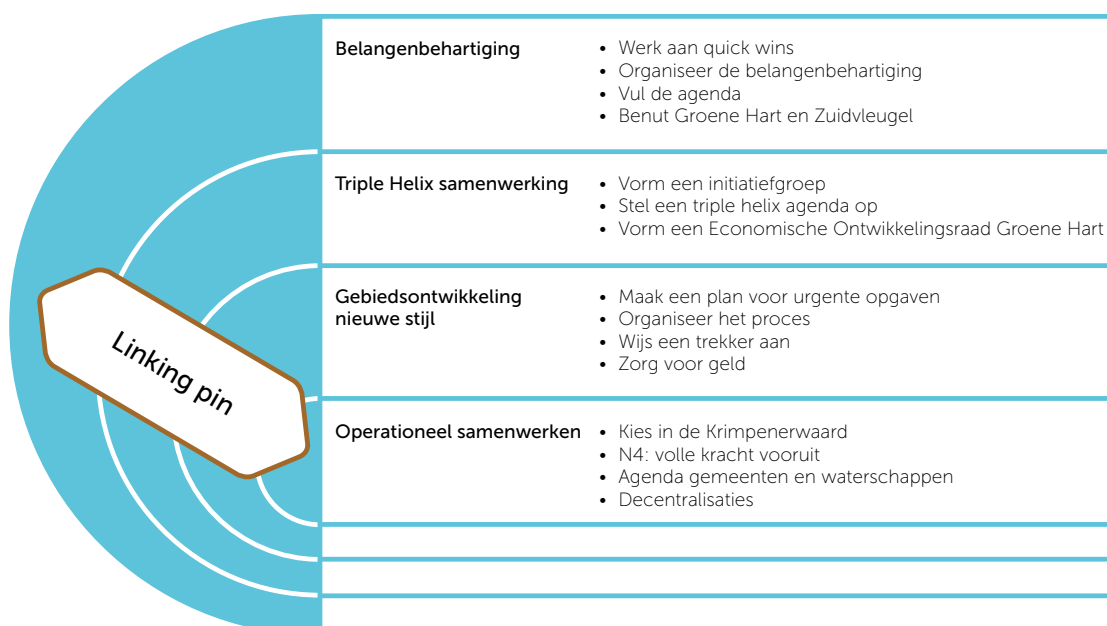 Belangenbehartiging
• Werk aan quick wins
• Organiseer de belangenbehartiging
• Vul de agenda
• Benut Groene Hart en Zuidvleugel
Triple Helix samenwerking
• Vorm een initiatiefgroep
• Stel een triple helix agenda op
• Vorm een Economische Ontwikkelingsraad Groene Hart
Gebiedsontwikkeling
nieuwe stijl
• Maak een plan voor urgente opgaven
• Organiseer het proces
• Wijs een trekker aan
• Zorg voor geld
Linking pin
Operationeel samenwerken
• Kies in de Krimpenerwaard
• N4: volle kracht vooruit
• Agenda gemeenten en waterschappen
• Decentralisaties